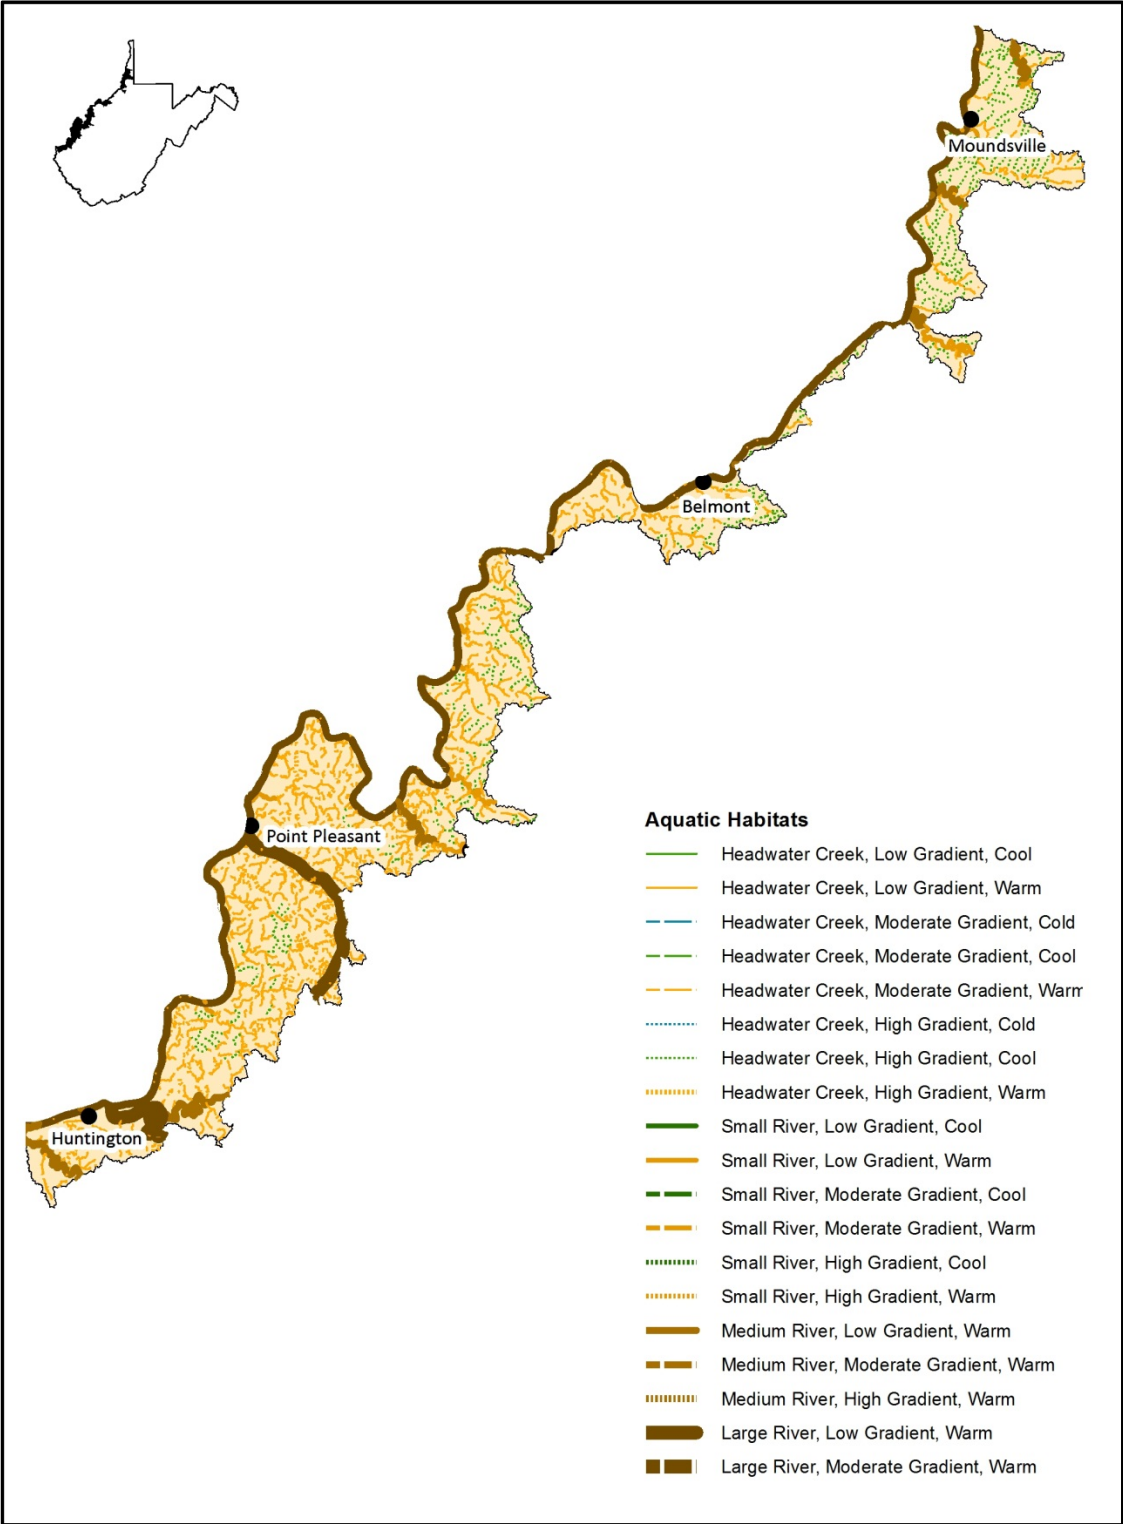 Moundsville
Belmont
Point Pleasant
Huntington
Aquatic Habitats
Headwater Creek, Low Gradient, Cool
Headwater Creek, Low Gradient, Warm
Headwater Creek, Moderate Gradient, Cold
Headwater Creek, Moderate Gradient, Cool
Headwater Creek, Moderate Gradient, Warm
Headwater Creek, High Gradient, Cold
Headwater Creek, High Gradient, Cool
Headwater Creek, High Gradient, Warm
Small River, Low Gradient, Cool
Small River, Low Gradient, Warm
Small River, Moderate Gradient, Cool
Small River, Moderate Gradient, Warm
Small River, High Gradient, Cool
Small River, High Gradient, Warm
Medium River, Low Gradient, Warm
Medium River, Moderate Gradient, Warm
Medium River, High Gradient, Warm
Large River, Low Gradient, Warm
Large River, Moderate Gradient, Warm